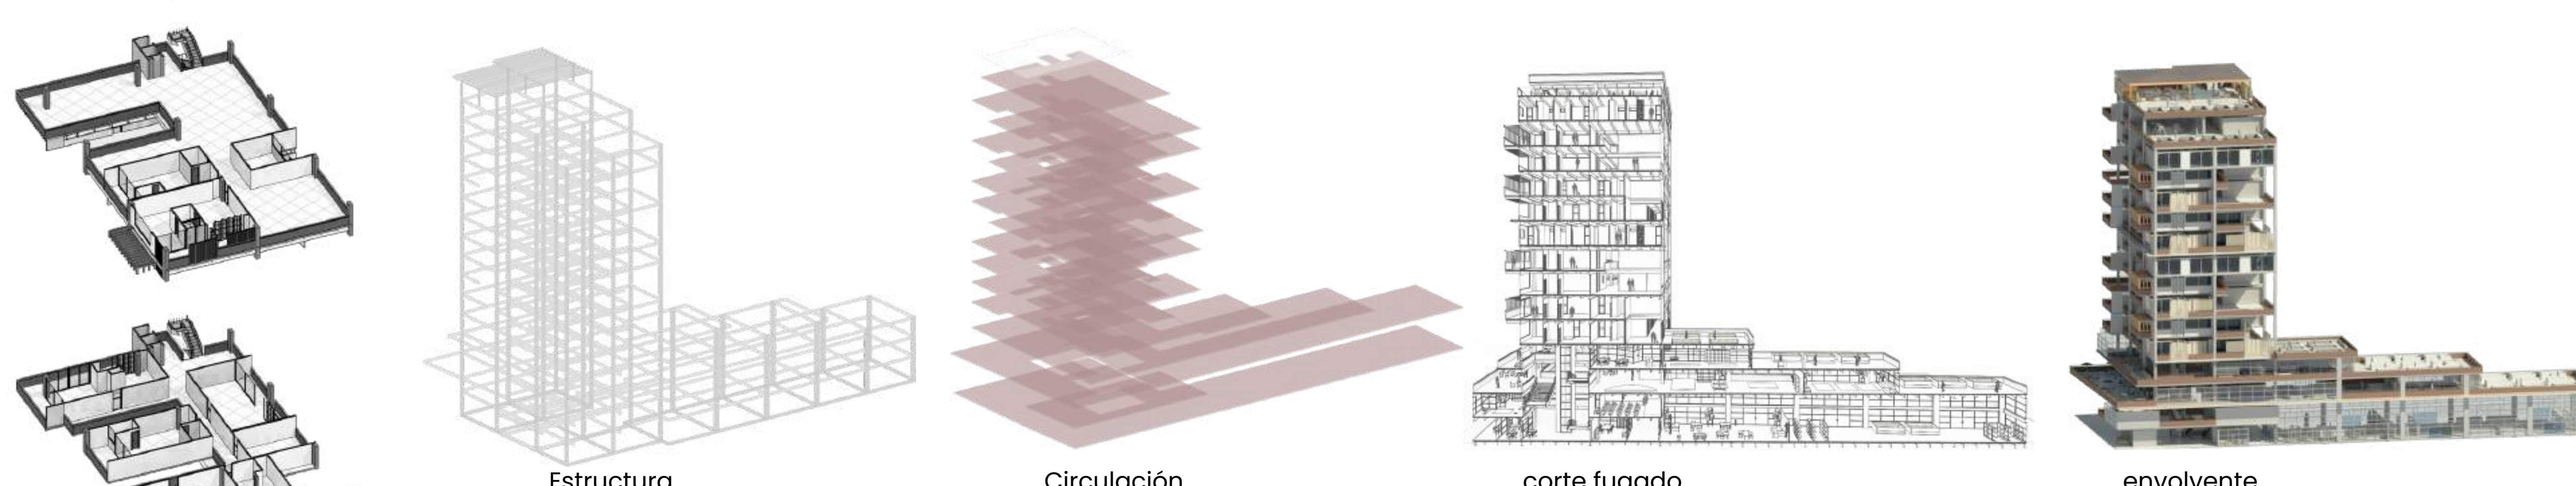 Estructura
Circulación
corte fugado
envolvente